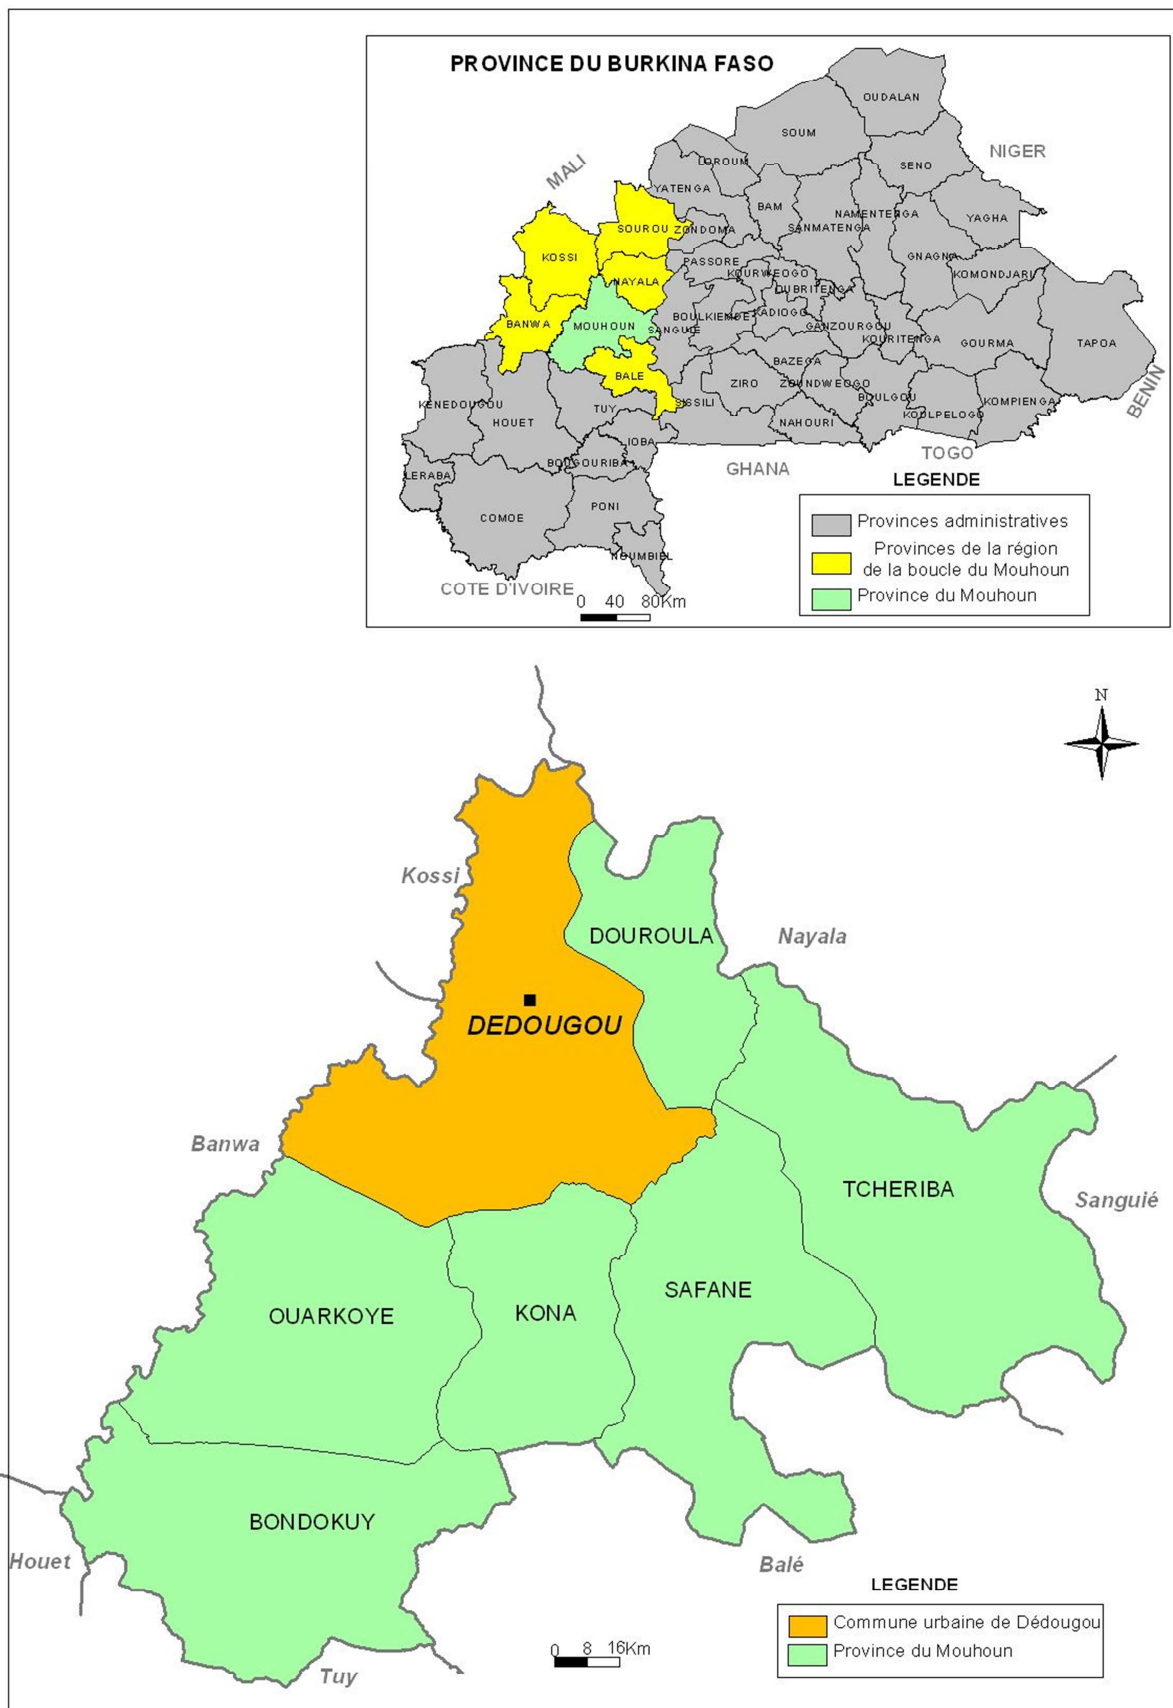 PROVINCE DU BURKINA FASO
OUDALAN
SOUM
NIGER
LOROUM
SENO
MALI
YATENGA
BAM
NAMENTENGA
YAGHA
SOUROU
ZONDOMA
SANMATENGA
KOSSI
PASSORE
GNAGNA
KOURWEOGO
KOMONDJARI
NAYALA
OUBRITENGA
BANWA
MOUHOUN
SANGUIE
BOULKIEMDE
KADIOGO
GANZOURGOU
KOURITENGA
GOURMA
TAPOA
BALE
BAZEGA
ZIRO
ZOUNDWEOGO
BENIN
KENEDOUGOU
TUY
SISSILI
BOULGOU
KOMPIENGA
HOUET
NAHOURI
KOULPELOGO
IOBA
BOUGOURIBA
GHANA
TOGO
LERABA
LEGENDE
COMOE
PONI
Provinces administratives
NOUMBIEL
Provinces de la région
de la boucle du Mouhoun
COTE D'IVOIRE
Province du Mouhoun
0 40 80Km
N
Kossi
DOUROULA
Nayala
DEDOUGOU
Banwa
TCHERIBA
Sanguié
OUARKOYE
KONA
SAFANE
BONDOKUY
Houet
Balé
LEGENDE
Commune urbaine de Dédougou
Province du Mouhoun
0 8 16Km
Tuy